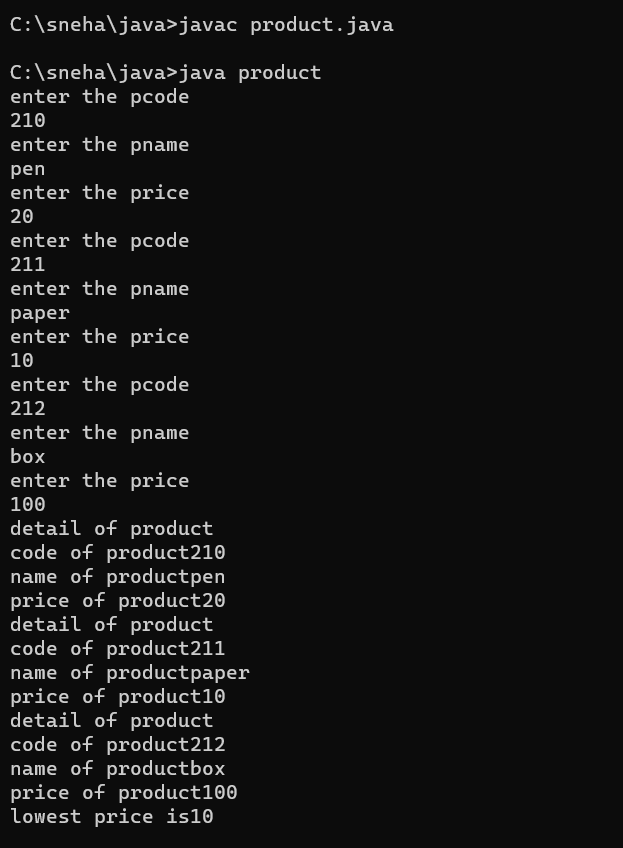 C:\sneha\java>javac product.java
C:\sneha\java>java product
enter the pcode
210
enter the pname
pen
enter the price
20
enter the pcode
211
enter the pname
paper
enter the price
10
enter the pcode
212
enter the pname
box
enter the price
100
detail of product
code of product210
name of productpen
price of product20
detail of product
code of product211
name of productpaper
price of product10
detail of product
code of product212
name of productbox
price of product100
lowest price is10